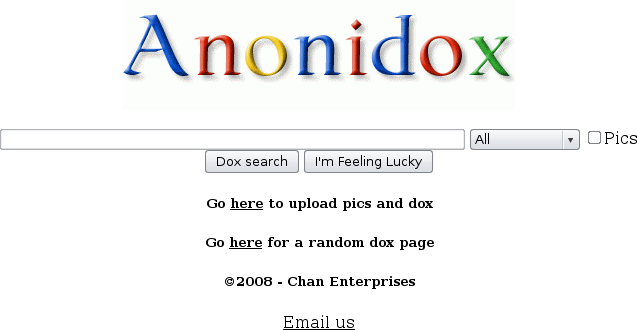 Anonidox
All Pics
Dox search I'm Feeling Lucky
Go here to upload pics and dox
Go here for a random dox page
©2008 - Chan Enterprises
Email us